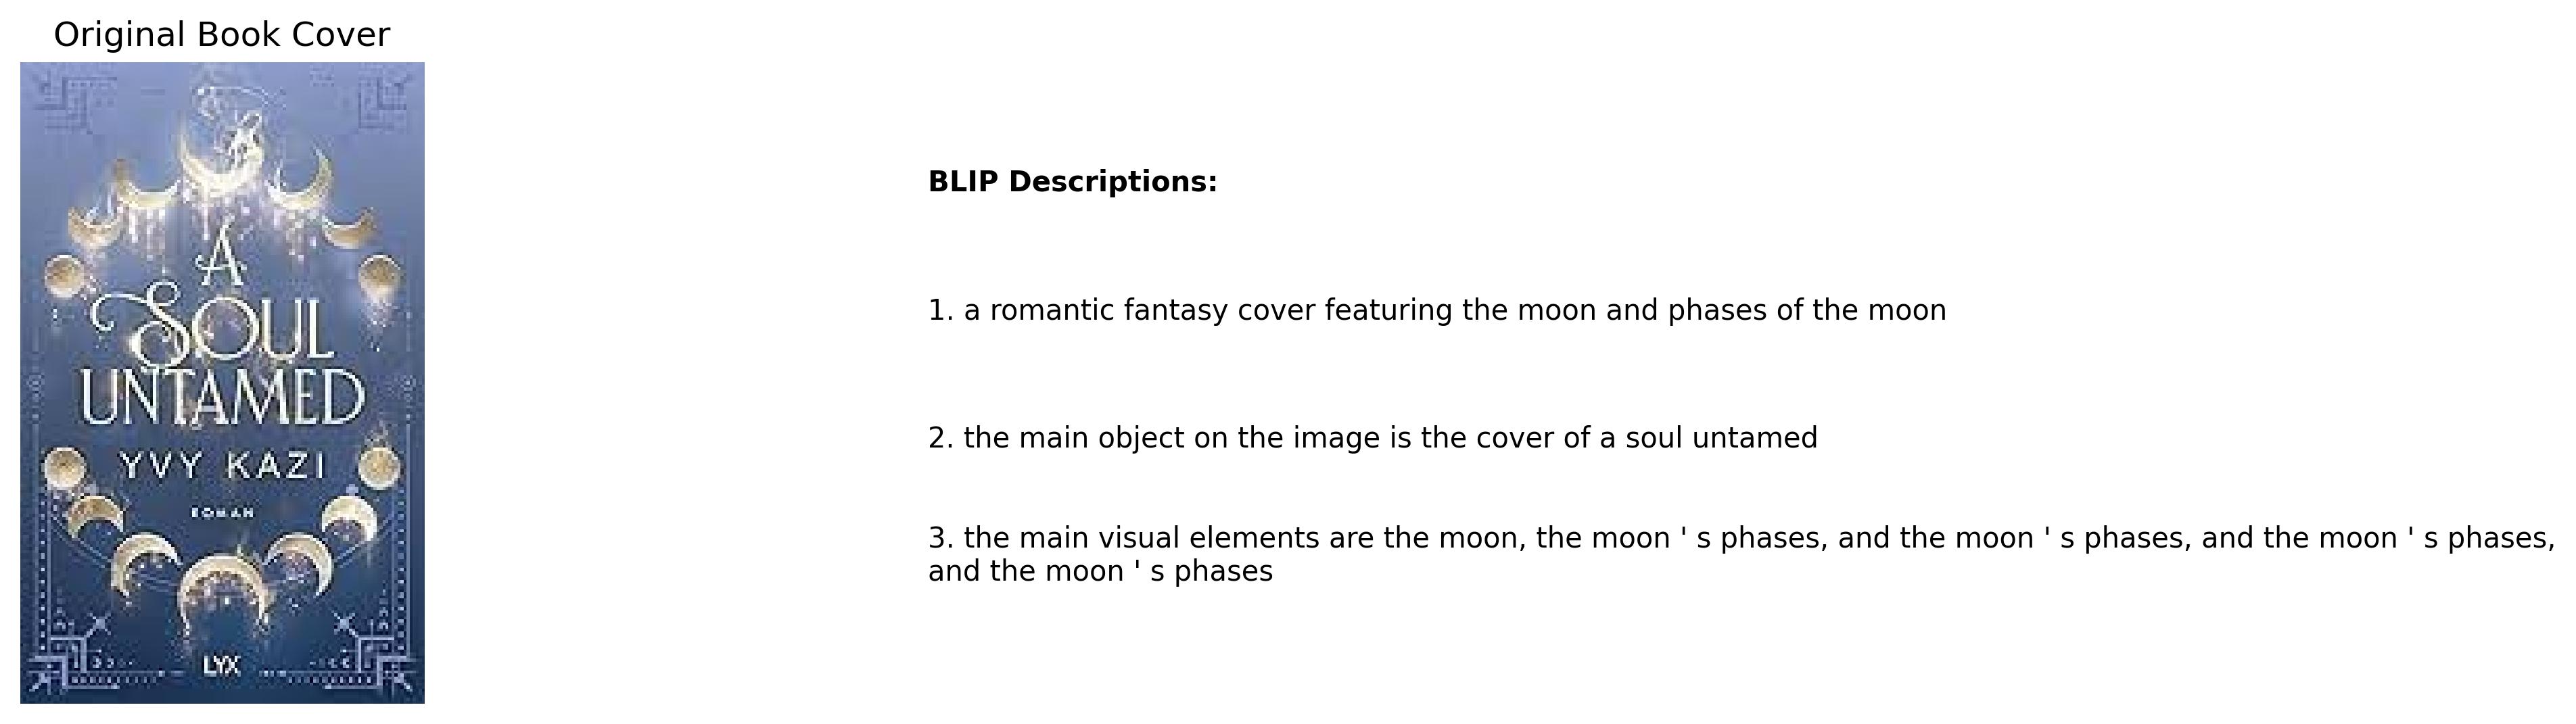 Original Book Cover
A
SOUL
UNTAMED
YVY KAZI
ROMAN
LYX
BLIP Descriptions:
1. a romantic fantasy cover featuring the moon and phases of the moon
2. the main object on the image is the cover of a soul untamed
3. the main visual elements are the moon, the moon ' s phases, and the moon ' s phases, and the moon ' s phases,
and the moon ' s phases